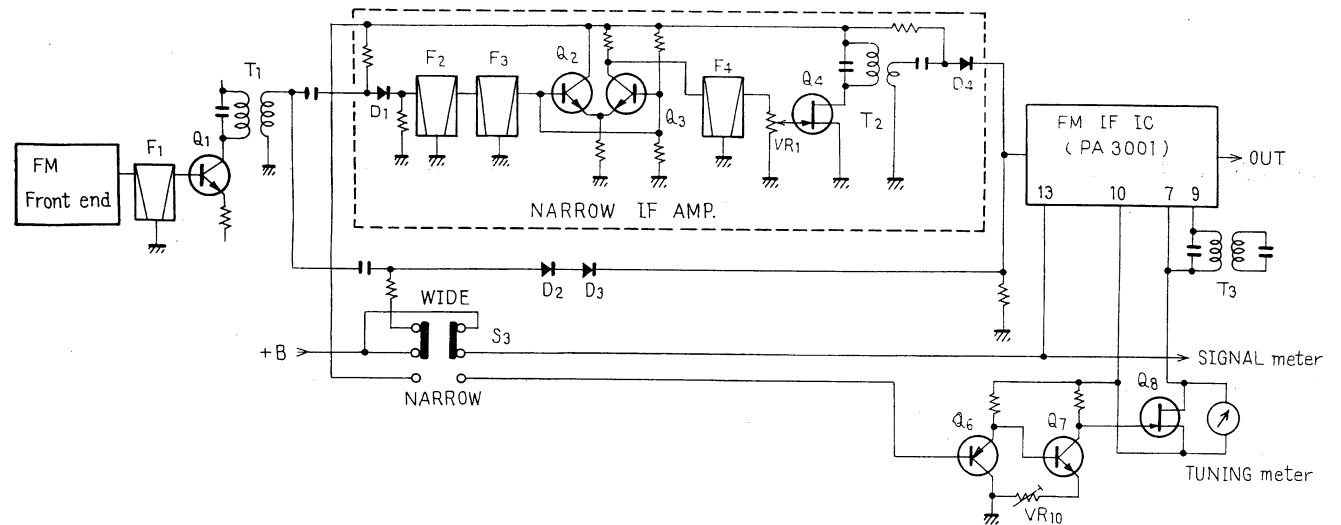 FM
Front end
F1
Q1
T1
D1
F2
F3
Q2
Q3
F4
VR1
Q4
T2
D4
NARROW IF AMP.
FM IF IC
(PA 3001)
13 10 7 9
OUT
T3
D2 D3
WIDE
S3
+B
NARROW
SIGNAL meter
Q6
Q7
Q8
VR10
TUNING meter